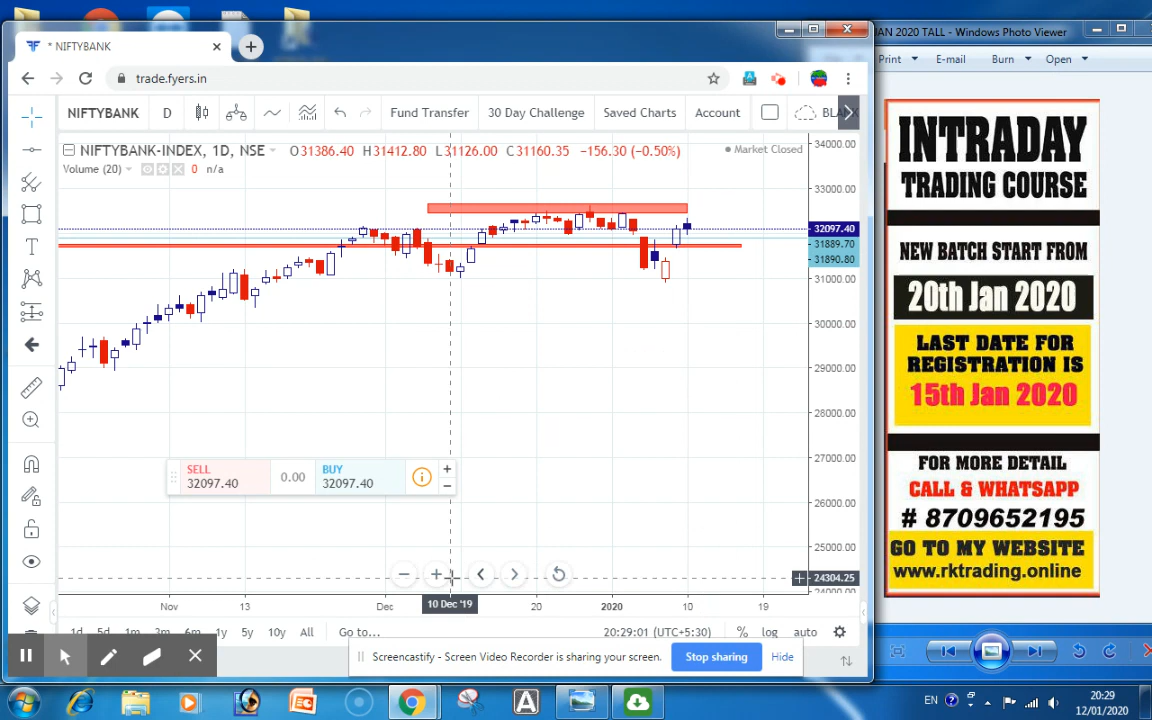 * NIFTYBANK
trade.fyers.in
NIFTYBANK D Fund Transfer 30 Day Challenge Saved Charts Account
NIFTYBANK-INDEX, 1D, NSE O31386.40 H31412.80 L31126.00 C31160.35 −156.30 (−0.50%) Market Closed
Volume (20) 0 n/a
34000.00
33000.00
32097.40
31889.70
31890.80
31000.00
30000.00
29000.00
28000.00
27000.00
26000.00
25000.00
24304.25
SELL
32097.40
0.00
BUY
32097.40
Nov 13 Dec 10 Dec '19 20 2020 10 19
1d 5d 1m 3m 6m 1y 5y 10y All Go to... 20:29:01 (UTC+5:30) % log auto
Screencastify - Screen Video Recorder is sharing your screen. Stop sharing Hide
JAN 2020 TALL - Windows Photo Viewer
Print E-mail Burn Open
INTRADAY
TRADING COURSE
NEW BATCH START FROM
20th Jan 2020
LAST DATE FOR
REGISTRATION IS
15th Jan 2020
FOR MORE DETAIL
CALL & WHATSAPP
# 8709652195
GO TO MY WEBSITE
www.rktrading.online
EN
20:29
12/01/2020